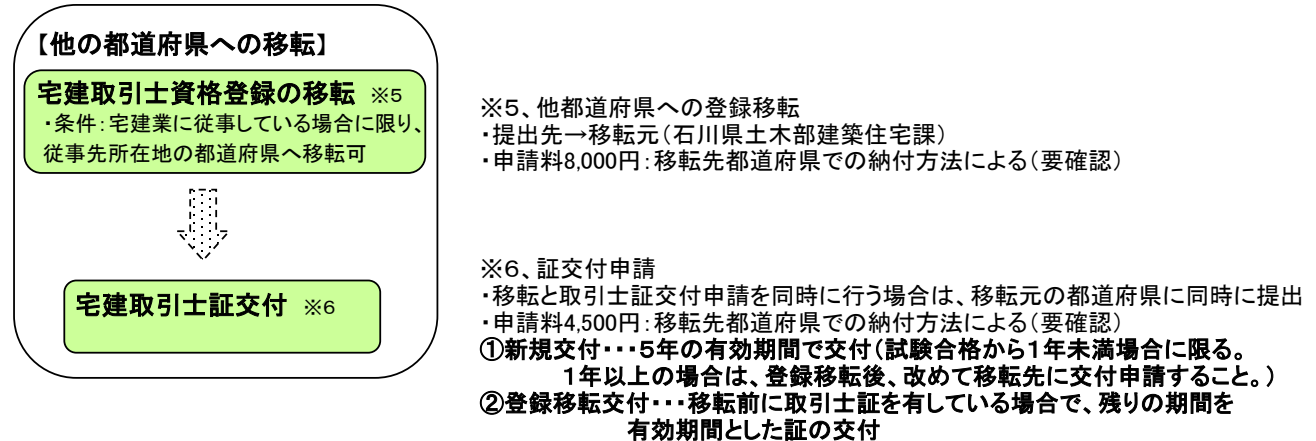 【他の都道府県への移転】
宅建取引士資格登録の移転 ※5
・条件：宅建業に従事している場合に限り、
従事先所在地の都道府県へ移転可
宅建取引士証交付 ※6
※5、他都道府県への登録移転
・提出先→移転元（石川県土木部建築住宅課）
・申請料8,000円：移転先都道府県での納付方法による（要確認）
※6、証交付申請
・移転と取引士証交付申請を同時に行う場合は、移転元の都道府県に同時に提出
・申請料4,500円：移転先都道府県での納付方法による（要確認）
①新規交付・・・5年の有効期間で交付（試験合格から1年未満場合に限る。
1年以上の場合は、登録移転後、改めて移転先に交付申請すること。）
②登録移転交付・・・移転前に取引士証を有している場合で、残りの期間を
有効期間とした証の交付